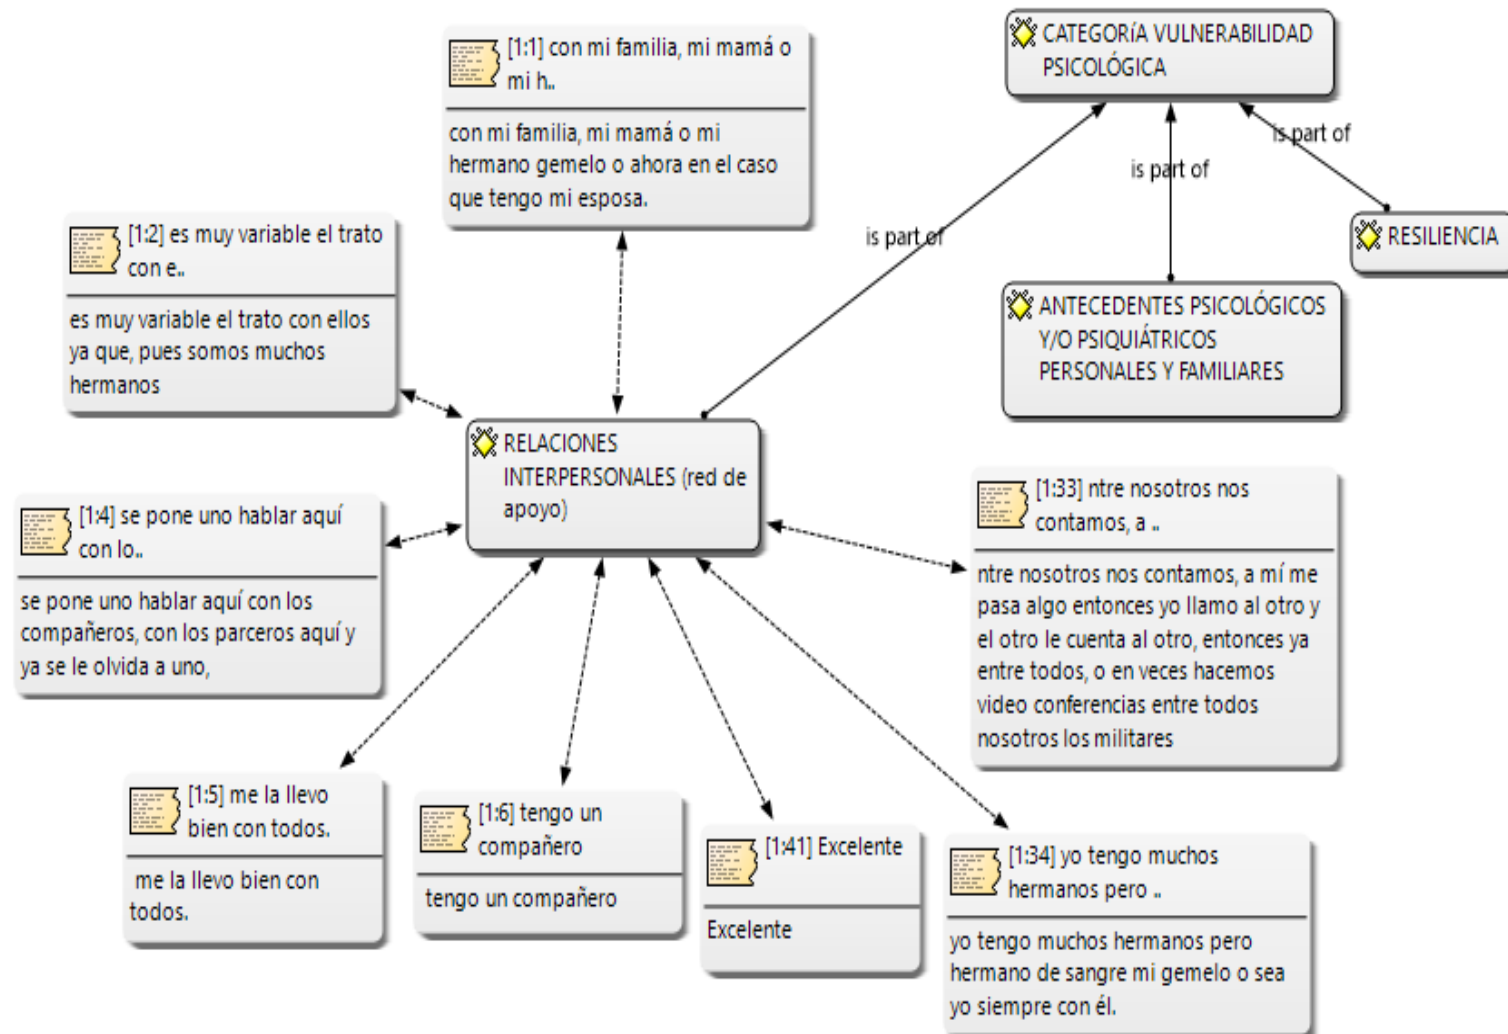 [1:1] con mi familia, mi mamá o
mi h..
con mi familia, mi mamá o mi
hermano gemelo o ahora en el caso
que tengo mi esposa.
CATEGORíA VULNERABILIDAD
PSICOLÓGICA
is part of
is part of
is part of
RESILIENCIA
ANTECEDENTES PSICOLÓGICOS
Y/O PSIQUIÁTRICOS
PERSONALES Y FAMILIARES
[1:2] es muy variable el trato
con e..
es muy variable el trato con ellos
ya que, pues somos muchos
hermanos
RELACIONES
INTERPERSONALES (red de
apoyo)
[1:4] se pone uno hablar aquí
con lo..
se pone uno hablar aquí con los
compañeros, con los parceros aquí y
ya se le olvida a uno,
[1:33] ntre nosotros nos
contamos, a ..
ntre nosotros nos contamos, a mí me
pasa algo entonces yo llamo al otro y
el otro le cuenta al otro, entonces ya
entre todos, o en veces hacemos
video conferencias entre todos
nosotros los militares
[1:5] me la llevo
bien con todos.
me la llevo bien con
todos.
[1:6] tengo un
compañero
tengo un compañero
[1:41] Excelente
Excelente
[1:34] yo tengo muchos
hermanos pero ..
yo tengo muchos hermanos pero
hermano de sangre mi gemelo o sea
yo siempre con él.